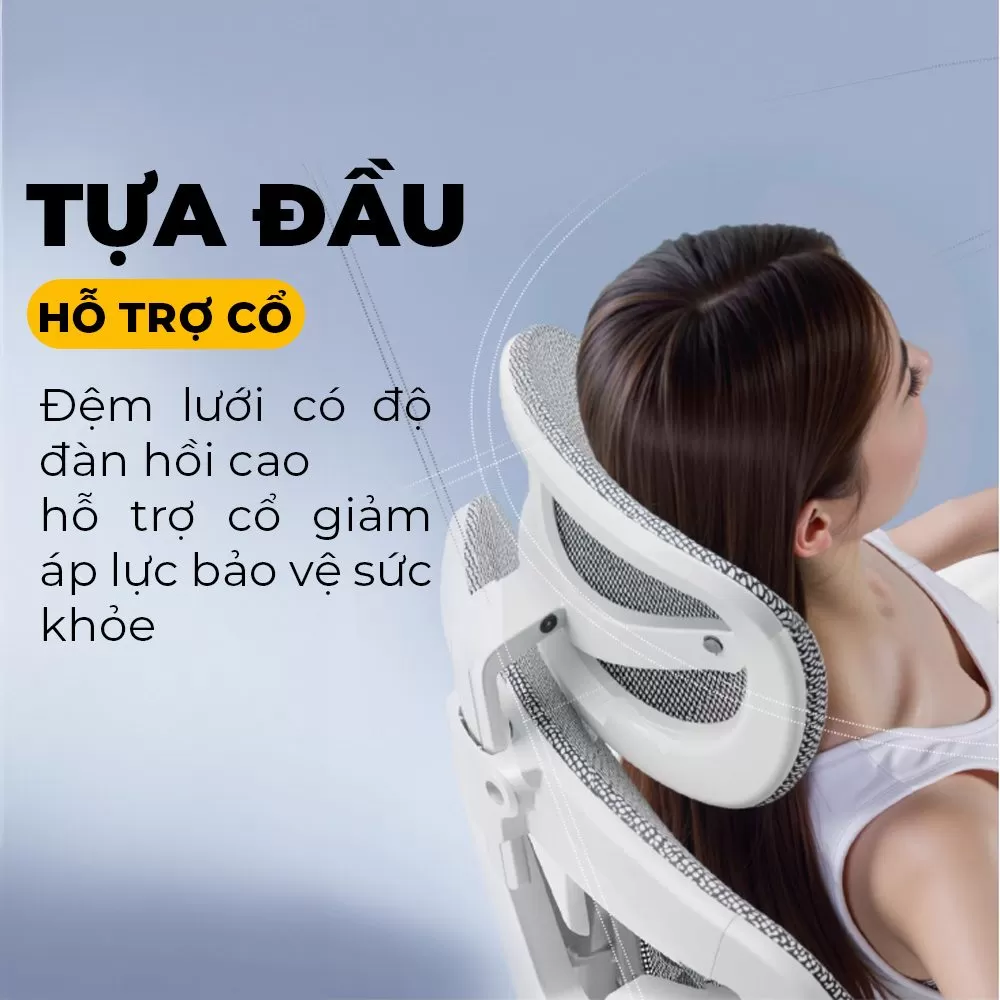 TỰA ĐẦU
HỖ TRỢ CỔ
Đệm lưới có độ
đàn hồi cao
hỗ trợ cổ giảm
áp lực bảo vệ sức
khỏe